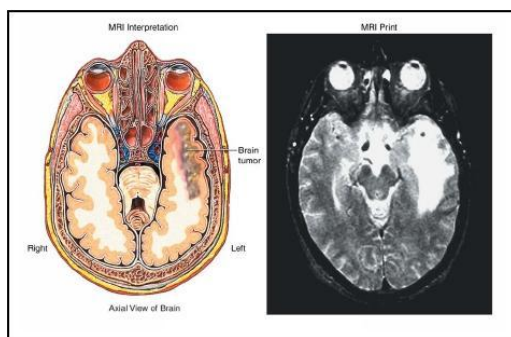 MRI Interpretation
MRI Print
Brain
tumor
Right
Left
Axial View of Brain